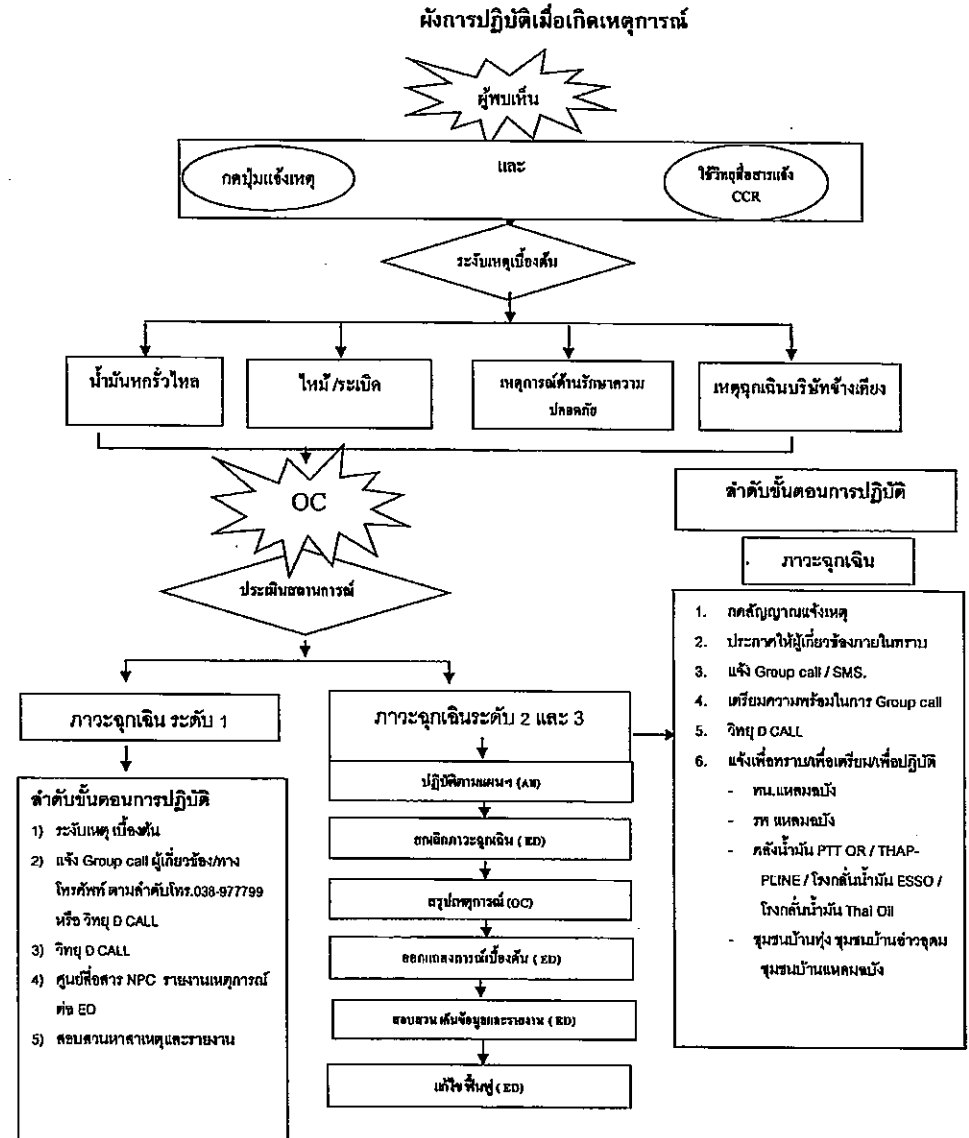 ผังการปฏิบัติเมื่อเกิดเหตุการณ์
ผู้พบเห็น
กดปุ่มแจ้งเหตุ
และ
ใช้วิทยุสื่อสารแจ้ง
CCR
ระงับเหตุเบื้องต้น
น้ำมันหกรั่วไหล
ไหม้ /ระเบิด
เหตุการณ์ด้านรักษาความ
ปลอดภัย
เหตุฉุกเฉินบริษัทข้างเคียง
OC
ประเมินสถานการณ์
ภาวะฉุกเฉิน ระดับ 1
ลำดับขั้นตอนการปฏิบัติ
1) ระงับเหตุ เบื้องต้น
2) แจ้ง Group call ผู้เกี่ยวข้อง/ทาง
โทรศัพท์ ตามลำดับโทร.038-977799
หรือ วิทยุ D CALL
3) วิทยุ D CALL
4) ศูนย์สื่อสาร NPC รายงานเหตุการณ์
ต่อ ED
5) สอบสวนหาสาเหตุและรายงาน
ภาวะฉุกเฉินระดับ 2 และ 3
ปฏิบัติตามแผนฯ (All)
ยกเลิกภาวะฉุกเฉิน ( ED)
สรุปเหตุการณ์ (OC)
ออกแถลงการณ์เบื้องต้น ( ED)
สอบสวน ค้นข้อมูลและรายงาน ( ED)
แก้ไข ฟื้นฟู ( ED)
ลำดับขั้นตอนการปฏิบัติ
ภาวะฉุกเฉิน
1. กดสัญญาณแจ้งเหตุ
2. ประกาศให้ผู้เกี่ยวข้องภายในทราบ
3. แจ้ง Group call / SMS.
4. เตรียมความพร้อมในการ Group call
5. วิทยุ D CALL
6. แจ้งเพื่อทราบ/เพื่อเตรียม/เพื่อปฏิบัติ
- ทน.แหลมฉบัง
- รพ แหลมฉบัง
- คลังน้ำมัน PTT OR / THAP-
PLINE / โรงกลั่นน้ำมัน ESSO /
โรงกลั่นน้ำมัน Thai Oil
- ชุมชนบ้านทุ่ง ชุมชนบ้านอ่าวอุดม
ชุมชนบ้านแหลมฉบัง